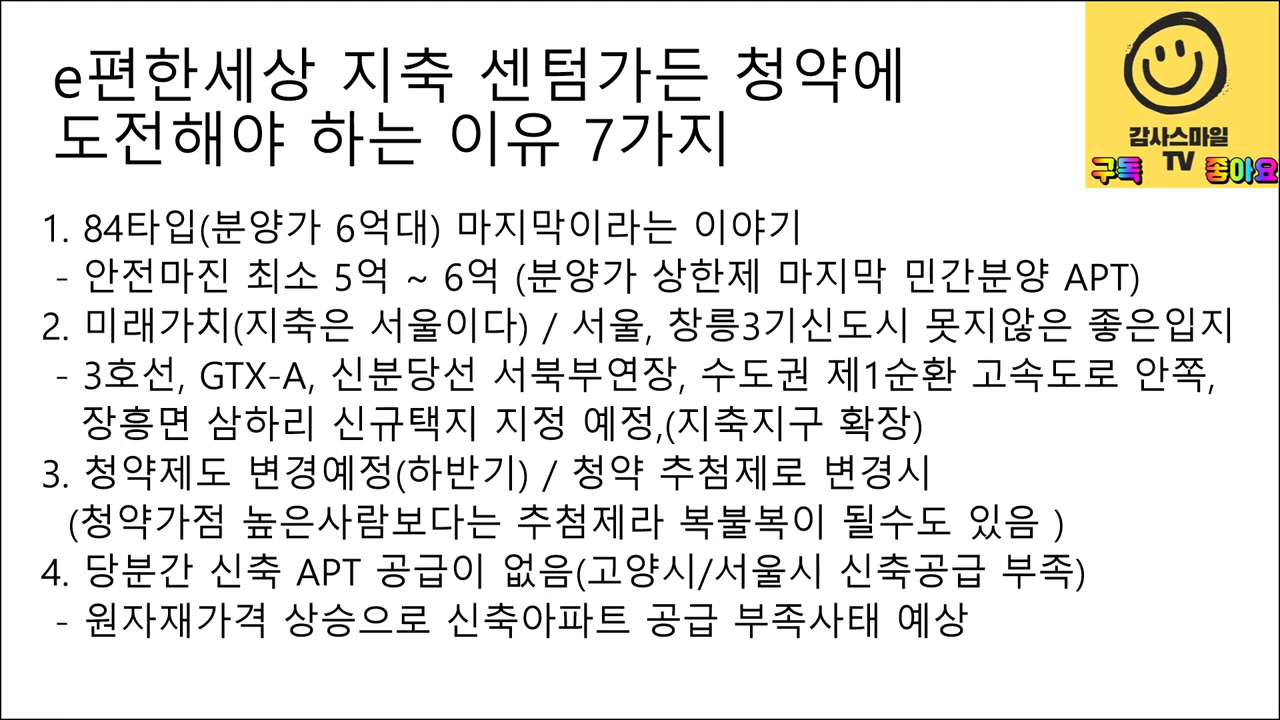 e편한세상 지축 센텀가든 청약에
도전해야 하는 이유 7가지
감사스마일
TV
구독 좋아요
1. 84타입(분양가 6억대) 마지막이라는 이야기
- 안전마진 최소 5억 ~ 6억 (분양가 상한제 마지막 민간분양 APT)
2. 미래가치(지축은 서울이다) / 서울, 창릉3기신도시 못지않은 좋은입지
- 3호선, GTX-A, 신분당선 서북부연장, 수도권 제1순환 고속도로 안쪽,
장흥면 삼하리 신규택지 지정 예정,(지축지구 확장)
3. 청약제도 변경예정(하반기) / 청약 추첨제로 변경시
(청약가점 높은사람보다는 추첨제라 복불복이 될수도 있음 )
4. 당분간 신축 APT 공급이 없음(고양시/서울시 신축공급 부족)
- 원자재가격 상승으로 신축아파트 공급 부족사태 예상